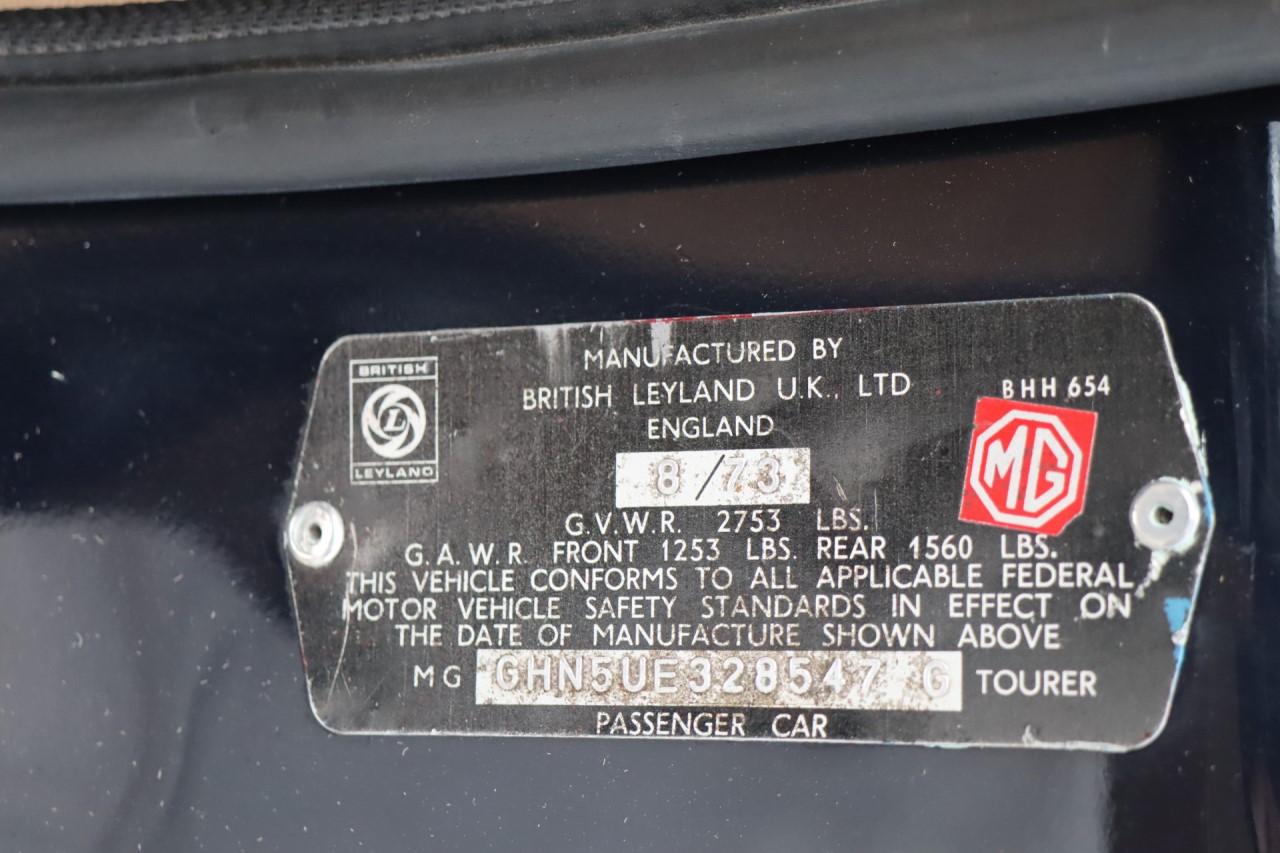 BRITISH
L
LEYLAND
MANUFACTURED BY
BRITISH LEYLAND U.K., LTD
ENGLAND
BHH 654
MG
8/73
G.V.W.R. 2753 LBS.
G.A.W.R. FRONT 1253 LBS. REAR 1560 LBS.
THIS VEHICLE CONFORMS TO ALL APPLICABLE FEDERAL
MOTOR VEHICLE SAFETY STANDARDS IN EFFECT ON
THE DATE OF MANUFACTURE SHOWN ABOVE
MG GHN5UE328547 G TOURER
PASSENGER CAR